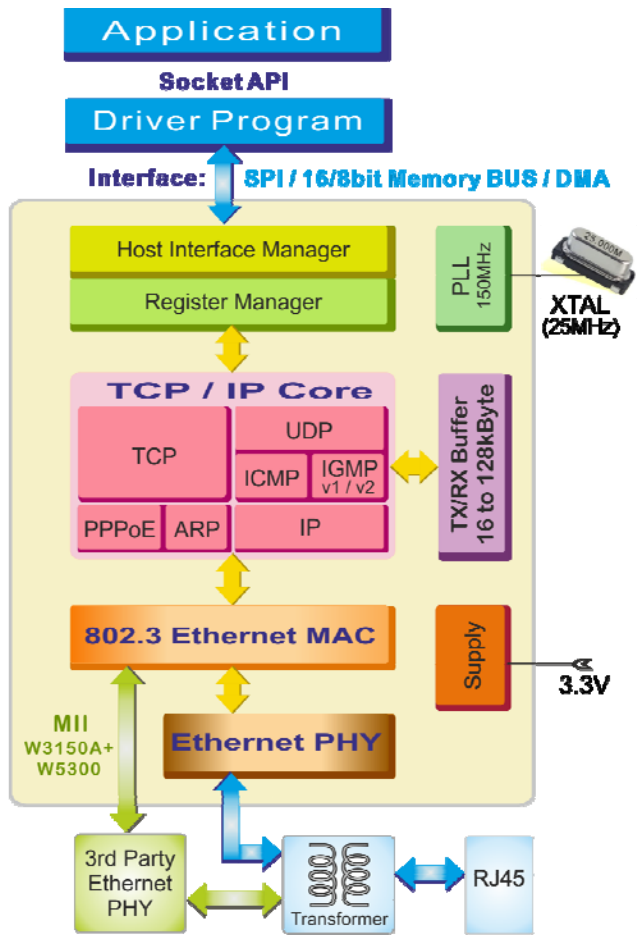 Application
Socket API
Driver Program
Interface: SPI / 16/8bit Memory BUS / DMA
Host Interface Manager
Register Manager
PLL
150MHz
25.000M
XTAL
(25MHz)
TCP / IP Core
TCP
UDP
ICMP
IGMP
v1 / v2
PPPoE
ARP
IP
TX/RX Buffer
16 to 128kByte
802.3 Ethernet MAC
Supply
3.3V
MII
W3150A+
W5300
Ethernet PHY
3rd Party
Ethernet
PHY
Transformer
RJ45